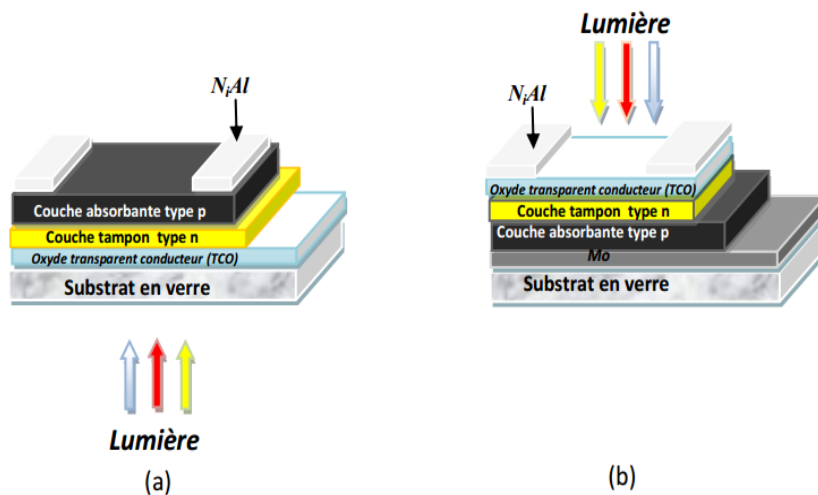 NiAl
Couche absorbante type p
Couche tampon type n
Oxyde transparent conducteur (TCO)
Substrat en verre
Lumière
(a)
Lumière
NiAl
Oxyde transparent conducteur (TCO)
Couche tampon type n
Couche absorbante type p
Mo
Substrat en verre
(b)